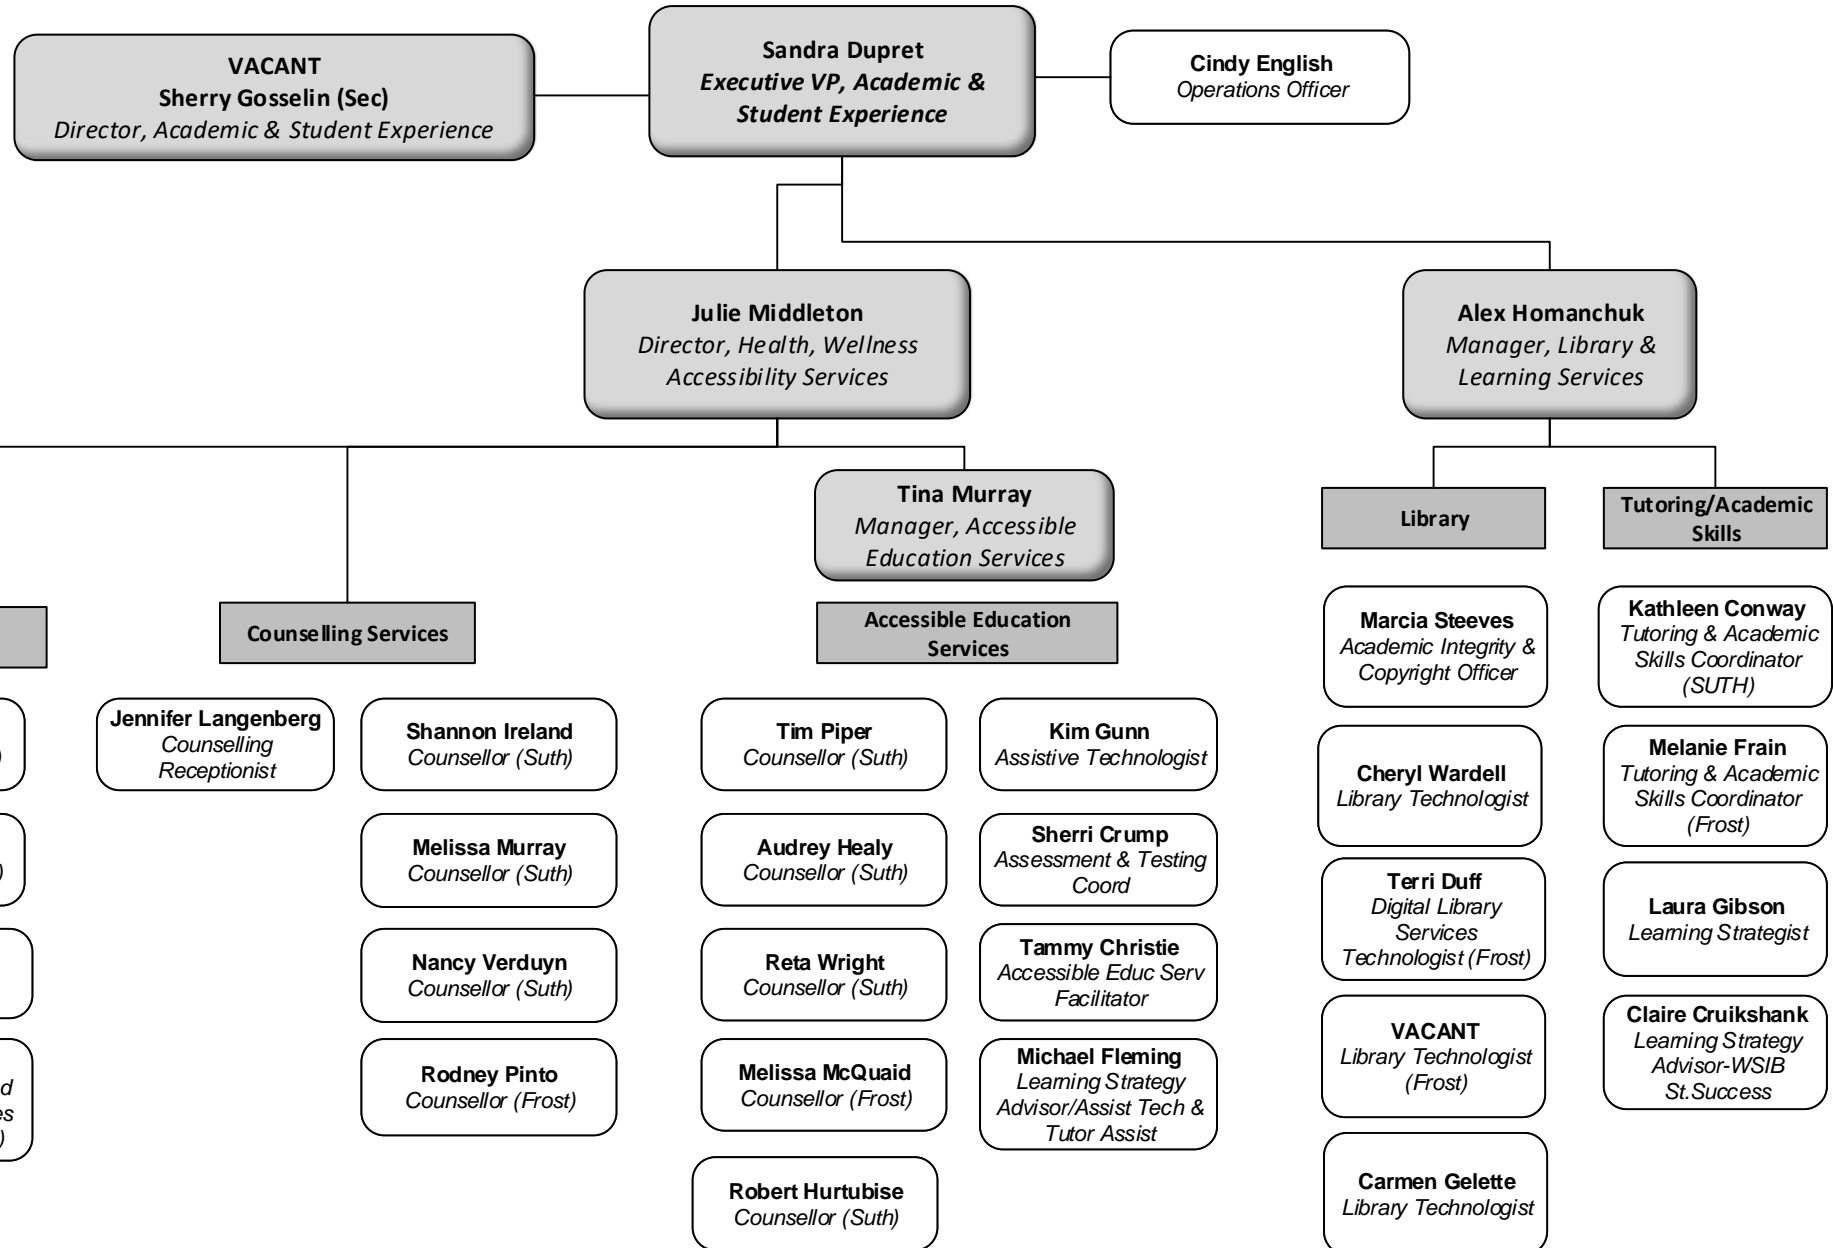 VACANT
Sherry Gosselin (Sec)
Director, Academic & Student Experience
Sandra Dupret
Executive VP, Academic &
Student Experience
Cindy English
Operations Officer
Julie Middleton
Director, Health, Wellness
Accessibility Services
Alex Homanchuk
Manager, Library &
Learning Services
Tina Murray
Manager, Accessible
Education Services
Library
Tutoring/Academic
Skills
Counselling Services
Accessible Education
Services
Jennifer Langenberg
Counselling
Receptionist
Shannon Ireland
Counsellor (Suth)
Melissa Murray
Counsellor (Suth)
Nancy Verduyn
Counsellor (Suth)
Rodney Pinto
Counsellor (Frost)
Tim Piper
Counsellor (Suth)
Audrey Healy
Counsellor (Suth)
Reta Wright
Counsellor (Suth)
Melissa McQuaid
Counsellor (Frost)
Robert Hurtubise
Counsellor (Suth)
Kim Gunn
Assistive Technologist
Sherri Crump
Assessment & Testing
Coord
Tammy Christie
Accessible Educ Serv
Facilitator
Michael Fleming
Learning Strategy
Advisor/Assist Tech &
Tutor Assist
Marcia Steeves
Academic Integrity &
Copyright Officer
Cheryl Wardell
Library Technologist
Terri Duff
Digital Library
Services
Technologist (Frost)
VACANT
Library Technologist
(Frost)
Carmen Gelette
Library Technologist
Kathleen Conway
Tutoring & Academic
Skills Coordinator
(SUTH)
Melanie Frain
Tutoring & Academic
Skills Coordinator
(Frost)
Laura Gibson
Learning Strategist
Claire Cruikshank
Learning Strategy
Advisor-WSIB
St.Success